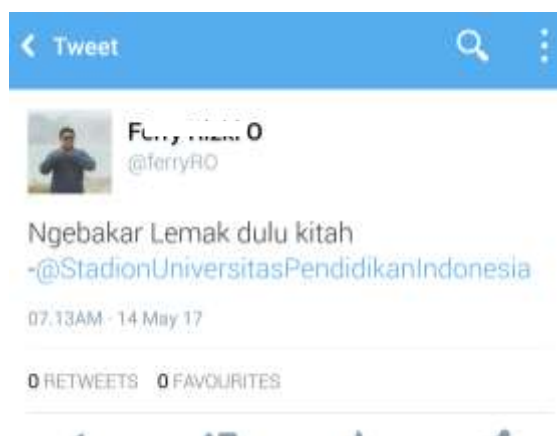 Tweet
O
@ferryRO
Ngebakar Lemak dulu kitah
-@StadionUniversitasPendidikanIndonesia
07.13AM - 14 May 17
0 RETWEETS 0 FAVOURITES